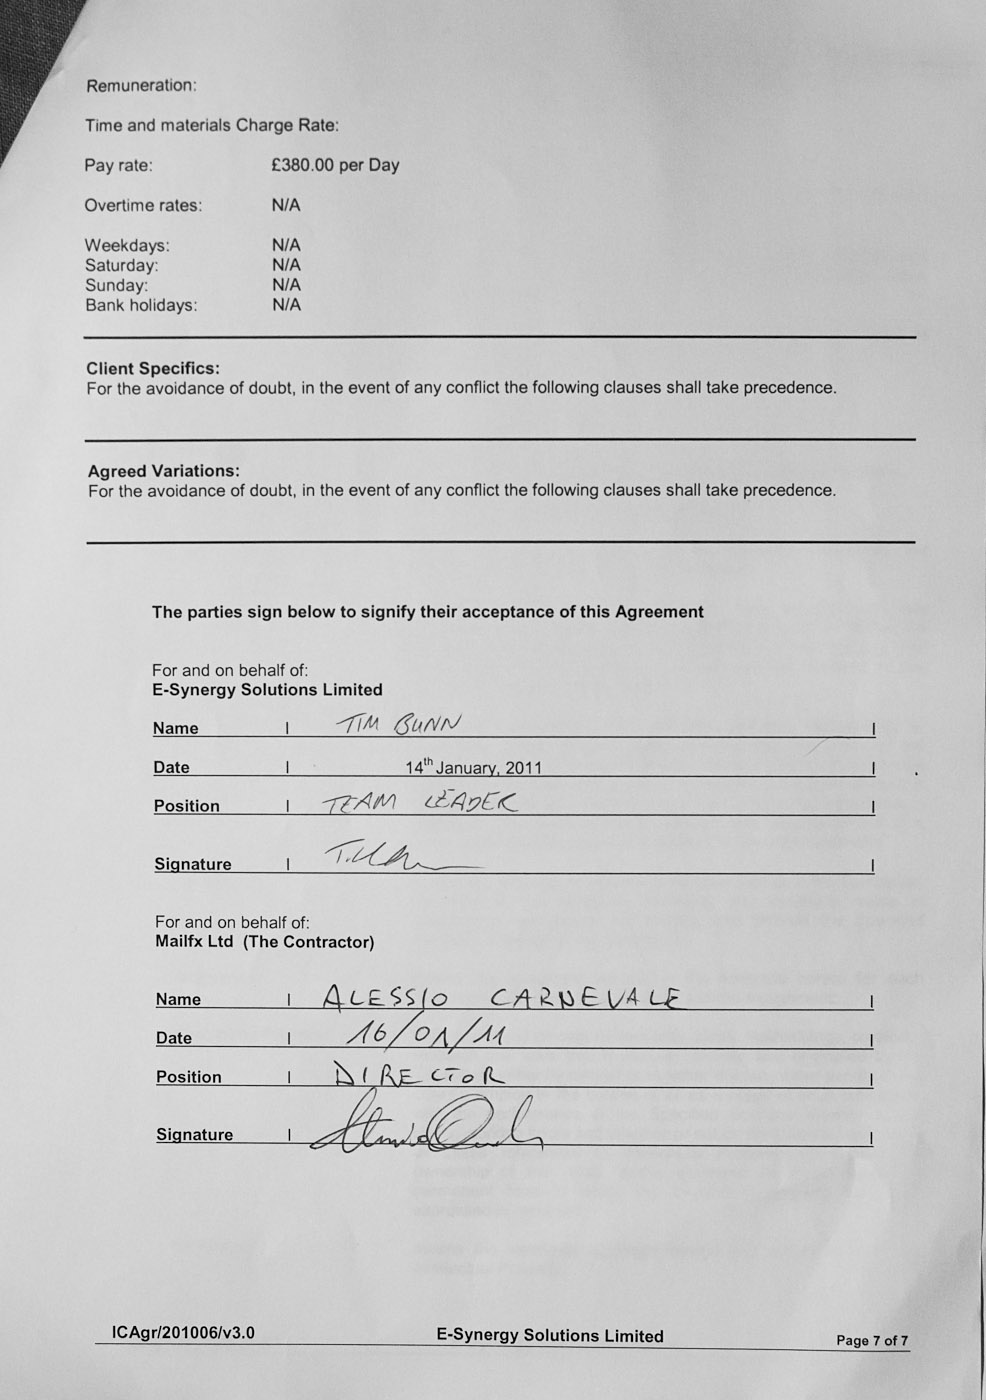 Remuneration:
Time and materials Charge Rate:
Pay rate: £380.00 per Day
Overtime rates: N/A
Weekdays: N/A
Saturday: N/A
Sunday: N/A
Bank holidays: N/A
Client Specifics:
For the avoidance of doubt, in the event of any conflict the following clauses shall take precedence.
Agreed Variations:
For the avoidance of doubt, in the event of any conflict the following clauses shall take precedence.
The parties sign below to signify their acceptance of this Agreement
For and on behalf of:
E-Synergy Solutions Limited
Name | TIM BUNN |
Date | 14th January, 2011 |
Position | TEAM LEADER |
Signature | |
For and on behalf of:
Mailfx Ltd (The Contractor)
Name | ALESSIO CARNEVALE |
Date | 16/01/11 |
Position | DIRECTOR |
Signature | |
ICAgr/201006/v3.0 E-Synergy Solutions Limited Page 7 of 7